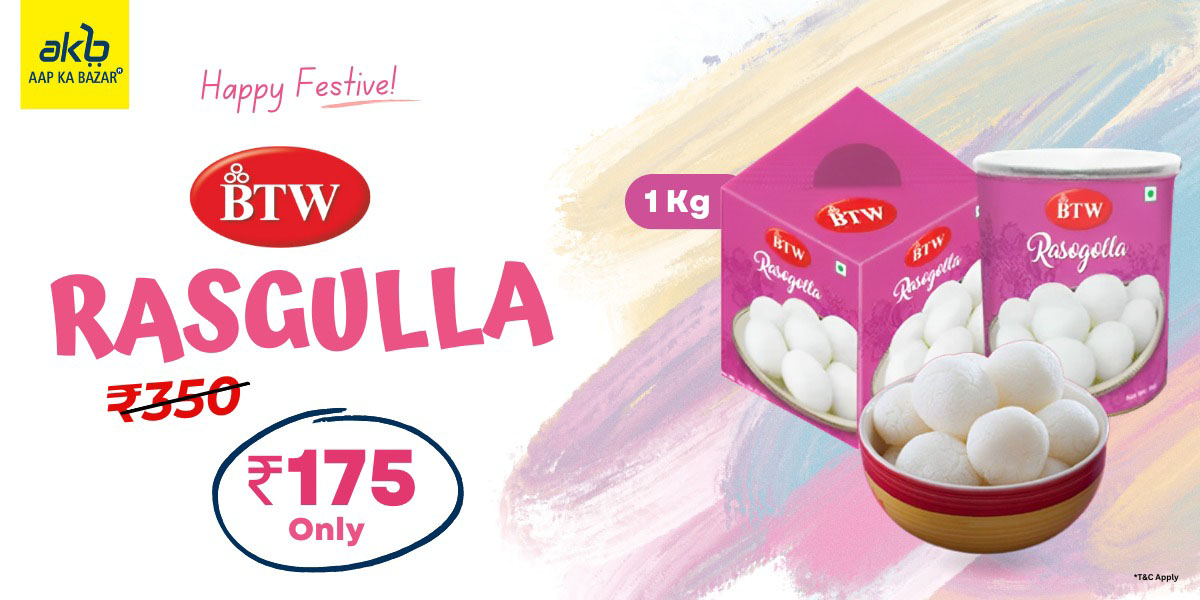 akb
AAP KA BAZAR®
Happy Festive!
BTW
RASGULLA
₹350
₹175
Only
1 Kg
BTW
BTW
Rasogolla
BTW
Rasogolla
BTW
Rasogolla
*T&C Apply